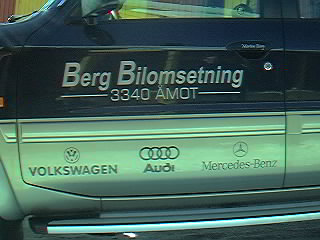 Berg Bilomsetning
3340 ÅMOT
VOLKSWAGEN
Audi
Mercedes-Benz